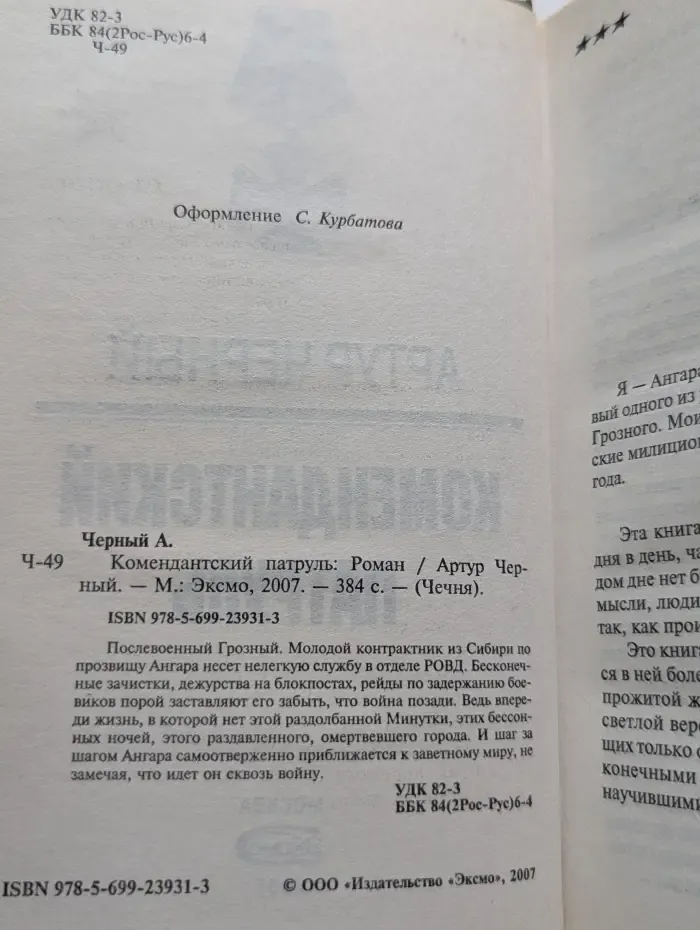 УДК 82-3
ББК 84(2Рос-Рус)6-4
Ч-49
Оформление С. Курбатова
Черный А.
Ч-49 Комендантский патруль: Роман / Артур Чер-
ный. — М.: Эксмо, 2007. — 384 с. — (Чечня).
ISBN 978-5-699-23931-3
Послевоенный Грозный. Молодой контрактник из Сибири по
прозвищу Ангара несет нелегкую службу в отделе РОВД. Бесконеч-
ные зачистки, дежурства на блокпостах, рейды по задержанию бое-
виков порой заставляют его забыть, что война позади. Ведь впере-
ди жизнь, в которой нет этой раздолбанной Минутки, этих бессон-
ных ночей, этого раздавленного, омертвевшего города. И шаг за
шагом Ангара самоотверженно приближается к заветному миру, не
замечая, что идет он сквозь войну.
УДК 82-3
ББК 84(2Рос-Рус)6-4
ISBN 978-5-699-23931-3
© ООО «Издательство «Эксмо», 2007
★★★
Я — Ангара
вый одного из
Грозного. Мои
ские милицио
года.
Эта книга
дня в день, ча
дом дне нет б
мысли, люди
так, как прои
Это книга
ся в ней боле
прожитой ж
светлой вер
щих только
конечными
научившими